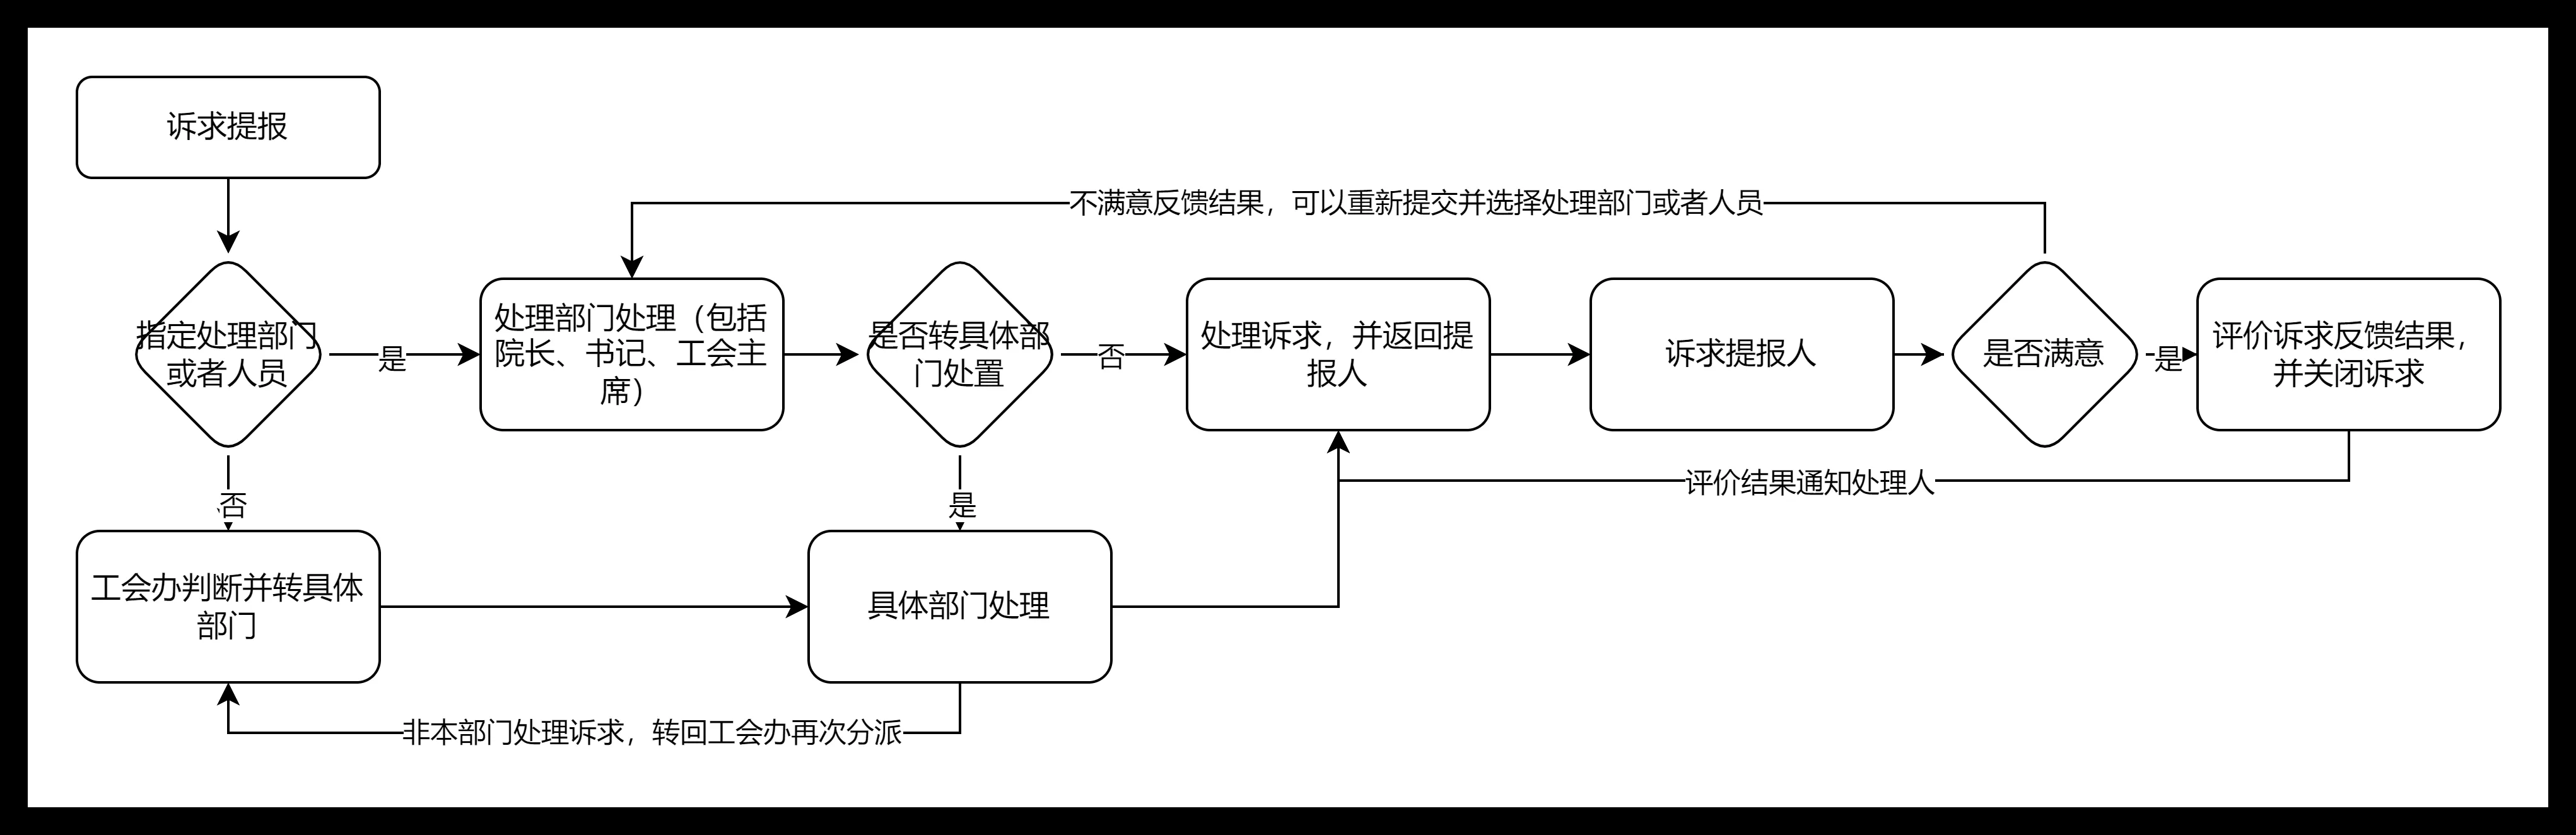 诉求提报
不满意反馈结果，可以重新提交并选择处理部门或者人员
指定处理部门
或者人员
是
处理部门处理（包括
院长、书记、工会主
席）
是否转具体部
门处置
否
处理诉求，并返回提
报人
诉求提报人
是否满意
是
评价诉求反馈结果，
并关闭诉求
评价结果通知处理人
否
是
工会办判断并转具体
部门
具体部门处理
非本部门处理诉求，转回工会办再次分派